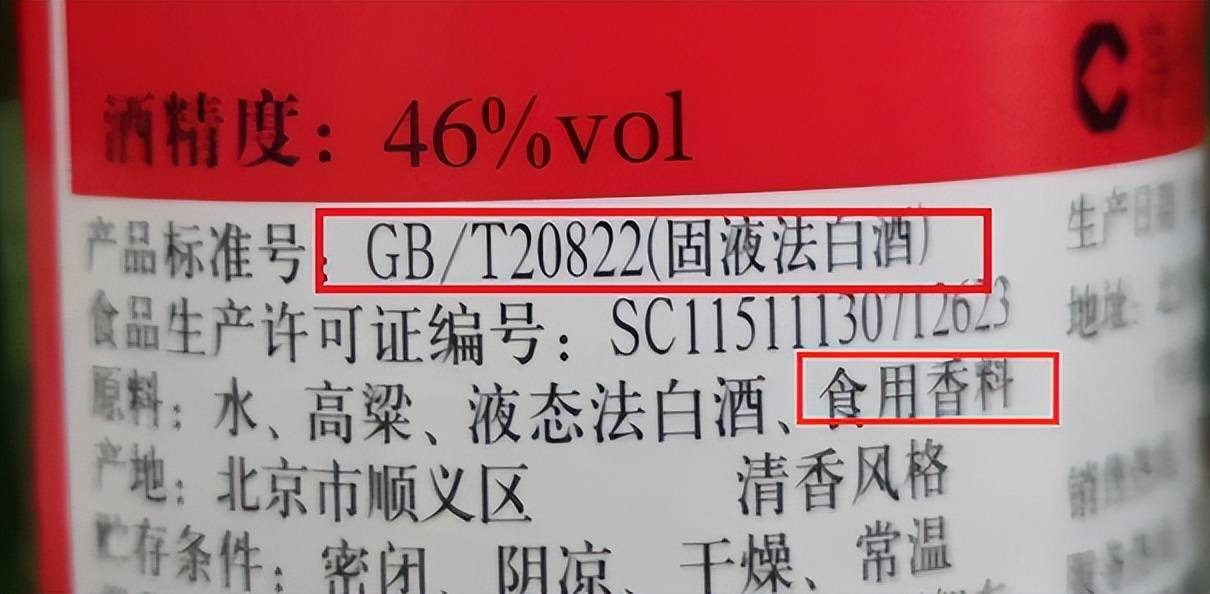 酒精度：46%vol
产品标准号：GB/T20822(固液法白酒)
食品生产许可证编号：SC11511130712623
原料：水、高粱、液态法白酒、食用香料
产地：北京市顺义区 清香风格
贮存条件：密闭、阴凉、干燥、常温
生产日期
地址：